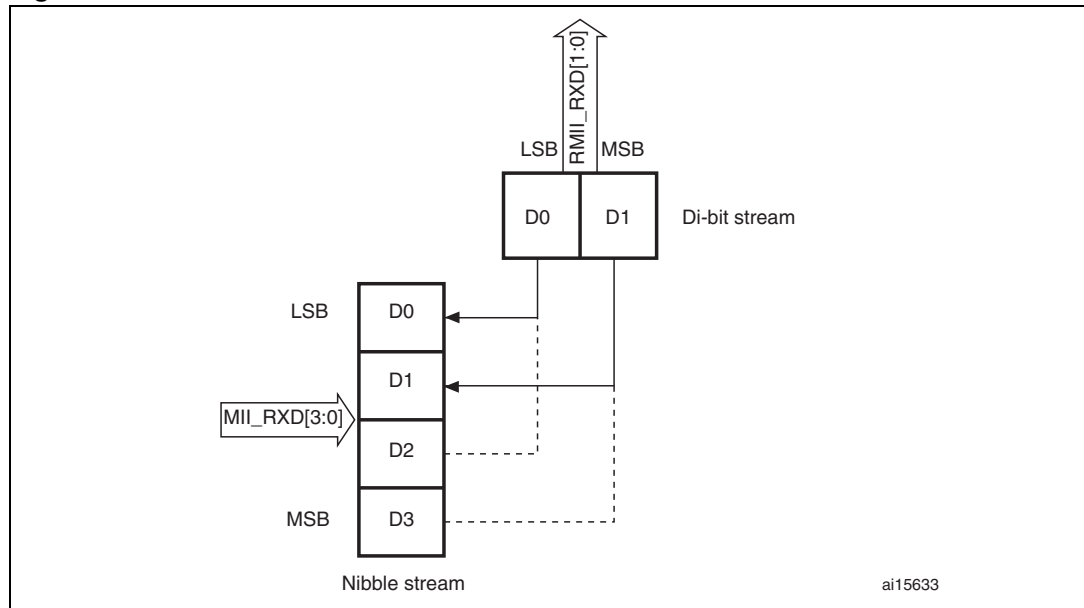 RMII_RXD[1:0]
LSB MSB
D0 D1 Di-bit stream
LSB D0
D1
MII_RXD[3:0]
D2
MSB D3
Nibble stream
ai15633